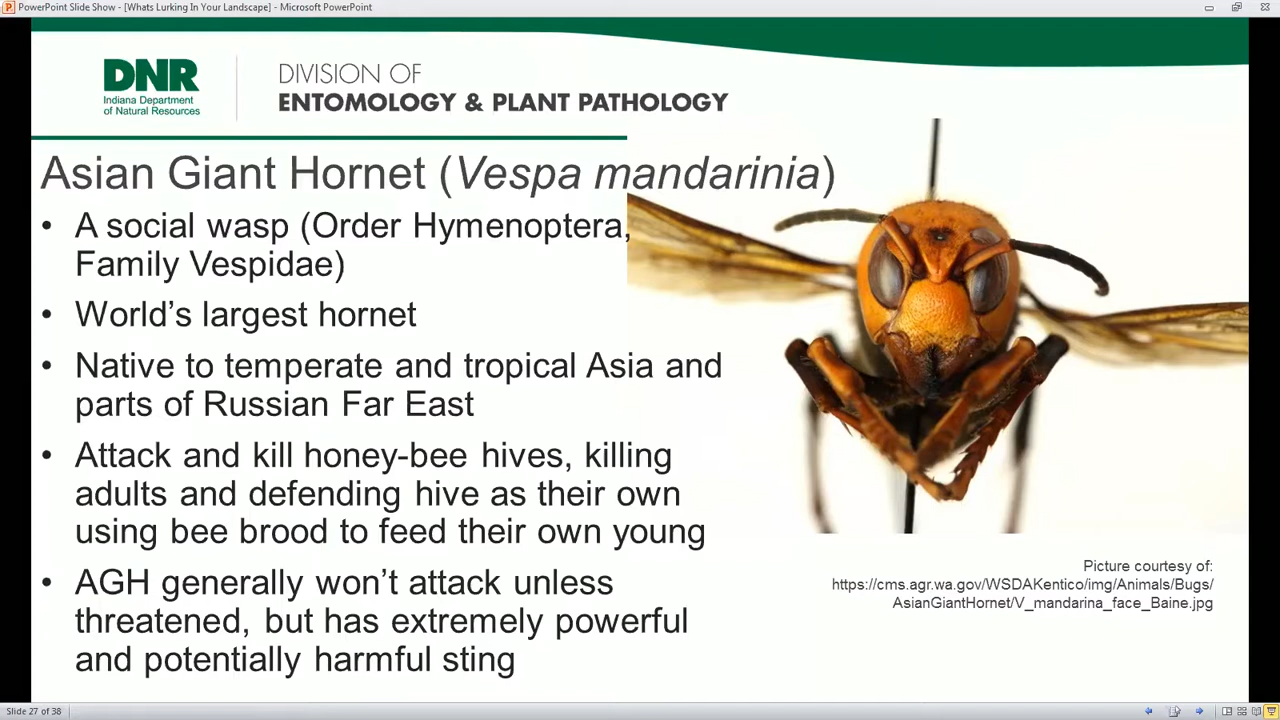 PowerPoint Slide Show - [Whats Lurking In Your Landscape] - Microsoft PowerPoint
DNR
Indiana Department
of Natural Resources
DIVISION OF
ENTOMOLOGY & PLANT PATHOLOGY
Asian Giant Hornet (Vespa mandarinia)
• A social wasp (Order Hymenoptera,
Family Vespidae)
• World's largest hornet
• Native to temperate and tropical Asia and
parts of Russian Far East
• Attack and kill honey-bee hives, killing
adults and defending hive as their own
using bee brood to feed their own young
• AGH generally won't attack unless
threatened, but has extremely powerful
and potentially harmful sting
Picture courtesy of:
https://cms.agr.wa.gov/WSDAKentico/img/Animals/Bugs/
AsianGiantHornet/V_mandarina_face_Baine.jpg
Slide 27 of 38